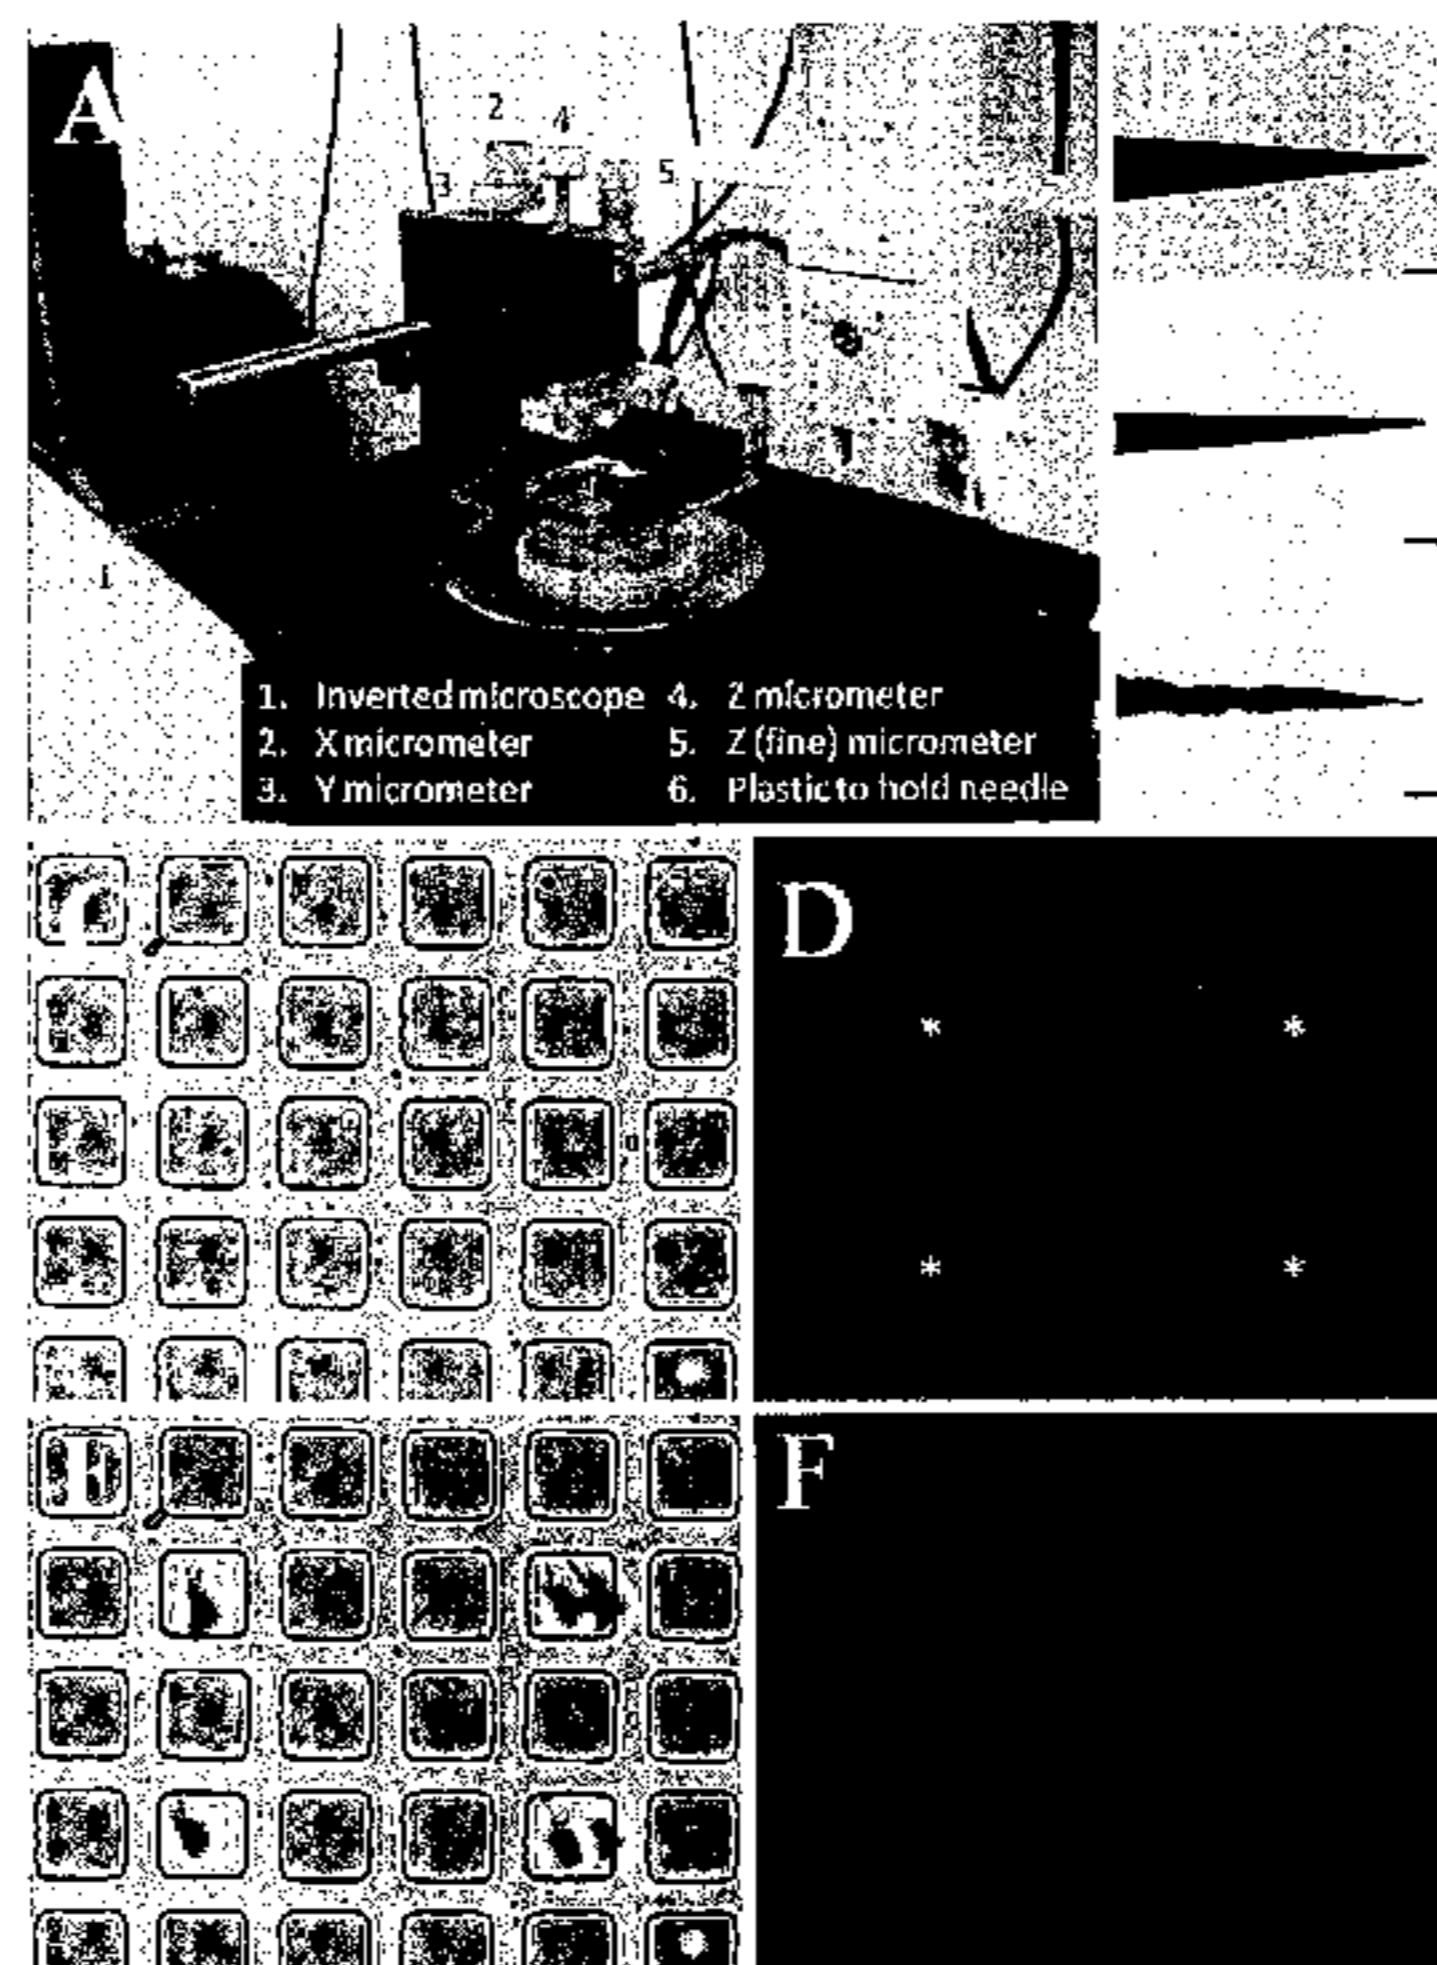 A
2
4
3
5
1
1. Inverted microscope 4. Z micrometer
2. X micrometer 5. Z (fine) micrometer
3. Y micrometer 6. Plastic to hold needle
C D
* *
* *
E F